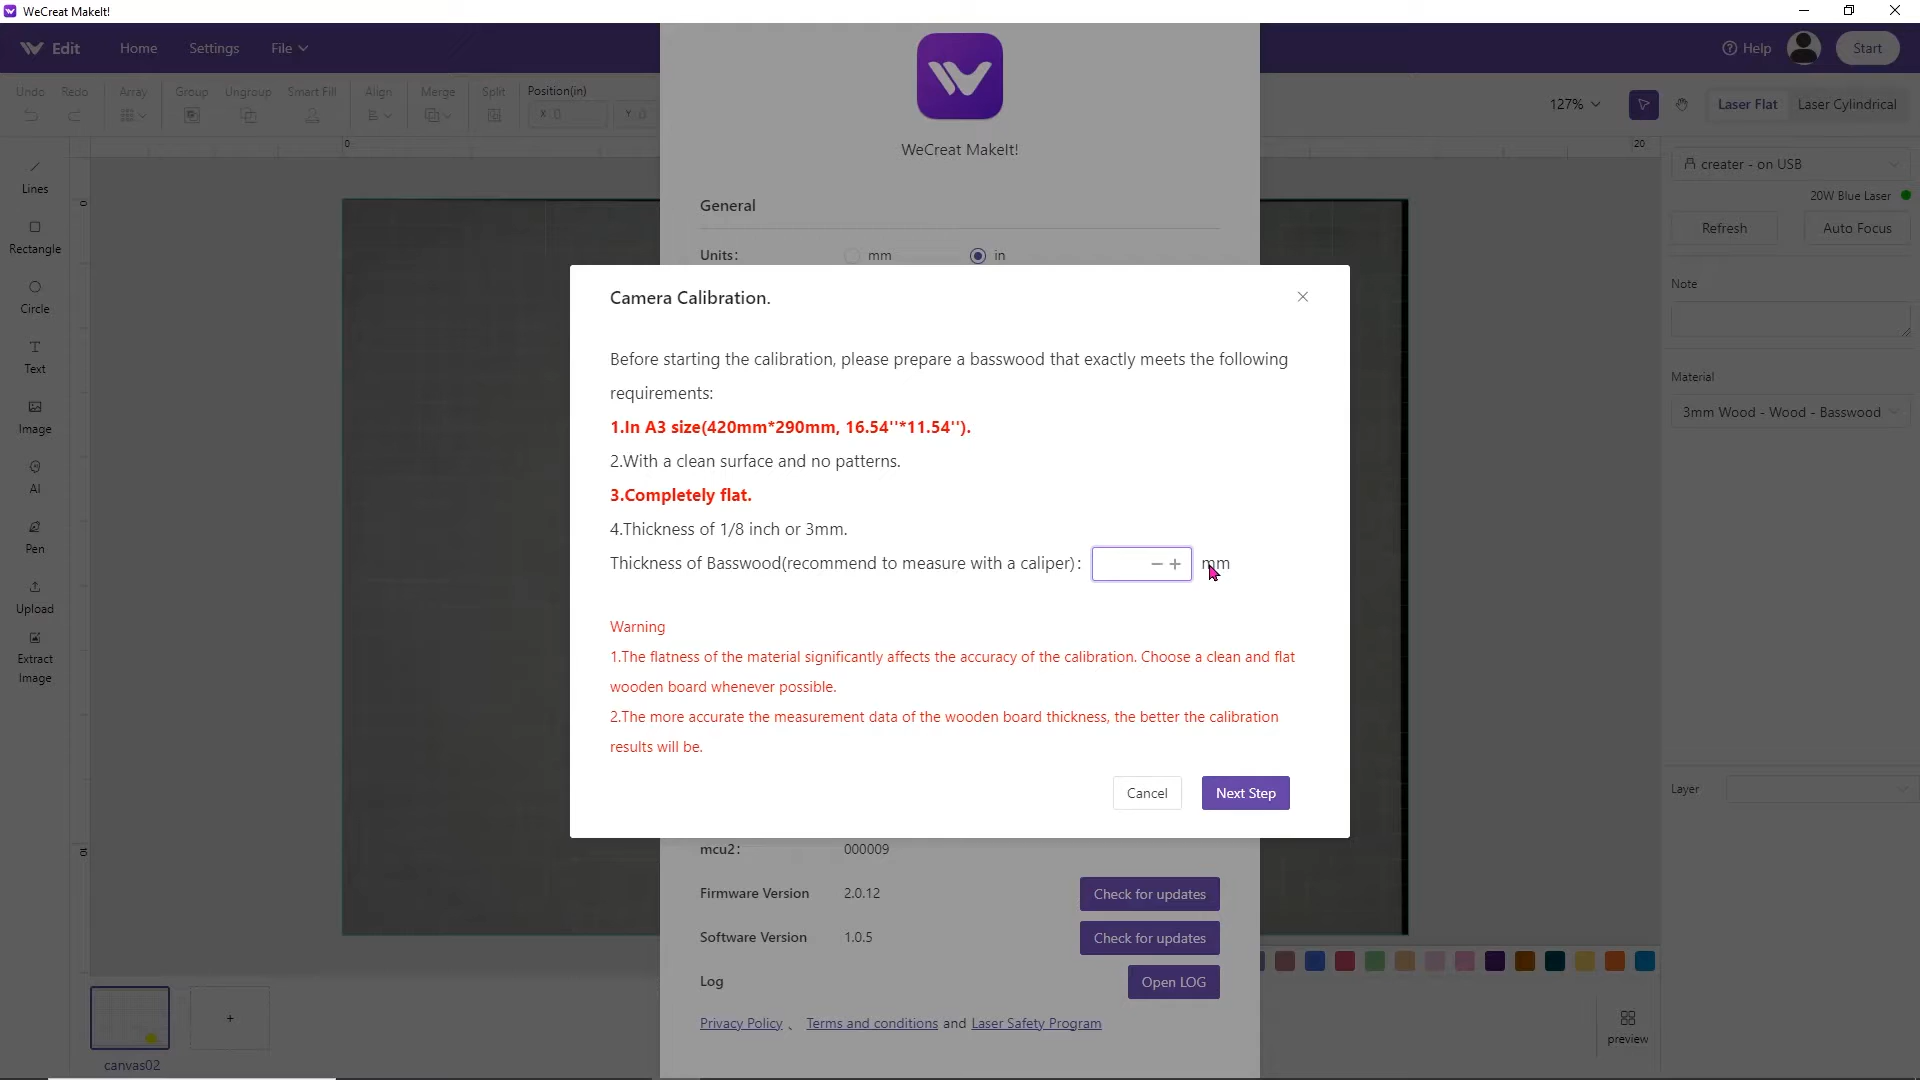 WeCreat MakeIt!
Edit
Home
Settings
File
Help
Start
Undo
Redo
Array
Group
Ungroup
Smart Fill
Align
Merge
Split
Position(in)
X 0
Y 0
127%
Laser Flat
Laser Cylindrical
WeCreat MakeIt!
0
20
0
10
Lines
Rectangle
Circle
Text
Image
AI
Pen
Upload
Extract
Image
General
Units:
mm
in
Camera Calibration.
Before starting the calibration, please prepare a basswood that exactly meets the following
requirements:
1.In A3 size(420mm*290mm, 16.54''*11.54'').
2.With a clean surface and no patterns.
3.Completely flat.
4.Thickness of 1/8 inch or 3mm.
Thickness of Basswood(recommend to measure with a caliper):
mm
Warning
1.The flatness of the material significantly affects the accuracy of the calibration. Choose a clean and flat
wooden board whenever possible.
2.The more accurate the measurement data of the wooden board thickness, the better the calibration
results will be.
Cancel
Next Step
mcu2:
000009
Firmware Version
2.0.12
Check for updates
Software Version
1.0.5
Check for updates
Log
Open LOG
Privacy Policy 、 Terms and conditions and Laser Safety Program
creater - on USB
20W Blue Laser
Refresh
Auto Focus
Note
Material
3mm Wood - Wood - Basswood
Layer
canvas02
preview